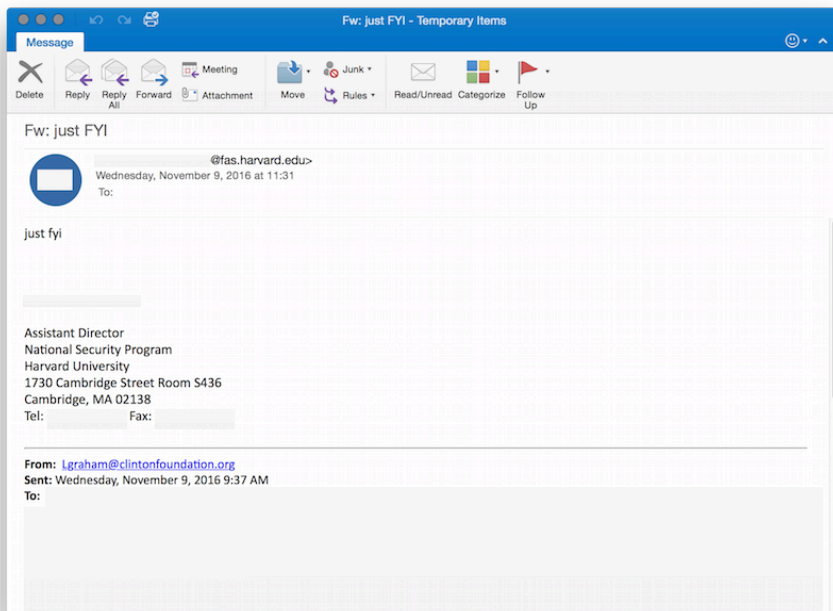 Fw: just FYI - Temporary Items
Message
Delete
Reply
Reply All
Forward
Meeting
Attachment
Move
Junk
Rules
Read/Unread
Categorize
Follow Up
Fw: just FYI
@fas.harvard.edu>
Wednesday, November 9, 2016 at 11:31
To:
just fyi
Assistant Director
National Security Program
Harvard University
1730 Cambridge Street Room S436
Cambridge, MA 02138
Tel: Fax:
From: Lgraham@clintonfoundation.org
Sent: Wednesday, November 9, 2016 9:37 AM
To: